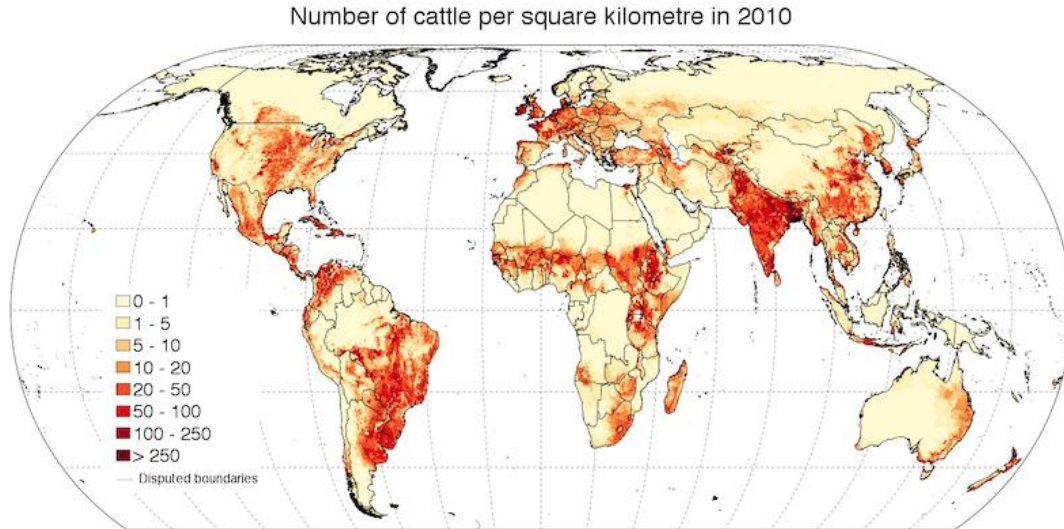 Number of cattle per square kilometre in 2010
0 - 1
1 - 5
5 - 10
10 - 20
20 - 50
50 - 100
100 - 250
> 250
Disputed boundaries